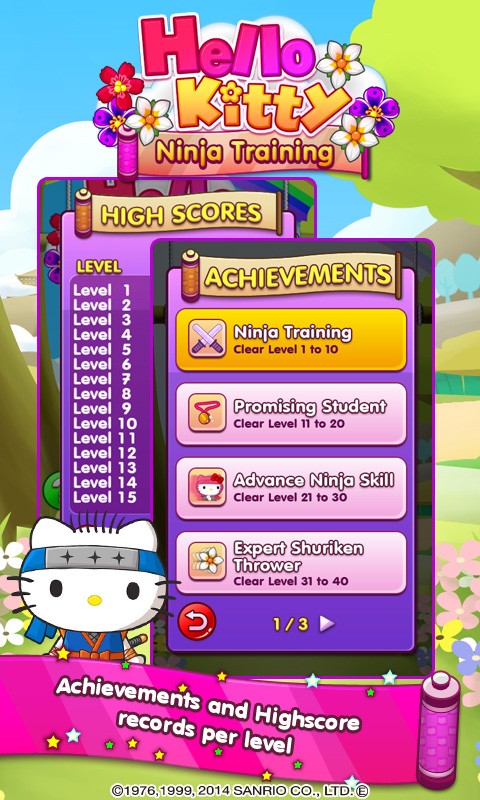 Hello
Kitty
Ninja Training
HIGH SCORES
LEVEL
Level 1
Level 2
Level 3
Level 4
Level 5
Level 6
Level 7
Level 8
Level 9
Level 10
Level 11
Level 12
Level 13
Level 14
Level 15
ACHIEVEMENTS
Ninja Training
Clear Level 1 to 10
Promising Student
Clear Level 11 to 20
Advance Ninja Skill
Clear Level 21 to 30
Expert Shuriken
Thrower
Clear Level 31 to 40
1/3
Achievements and Highscore
records per level
©1976,1999, 2014 SANRIO CO., LTD. Ⓔ